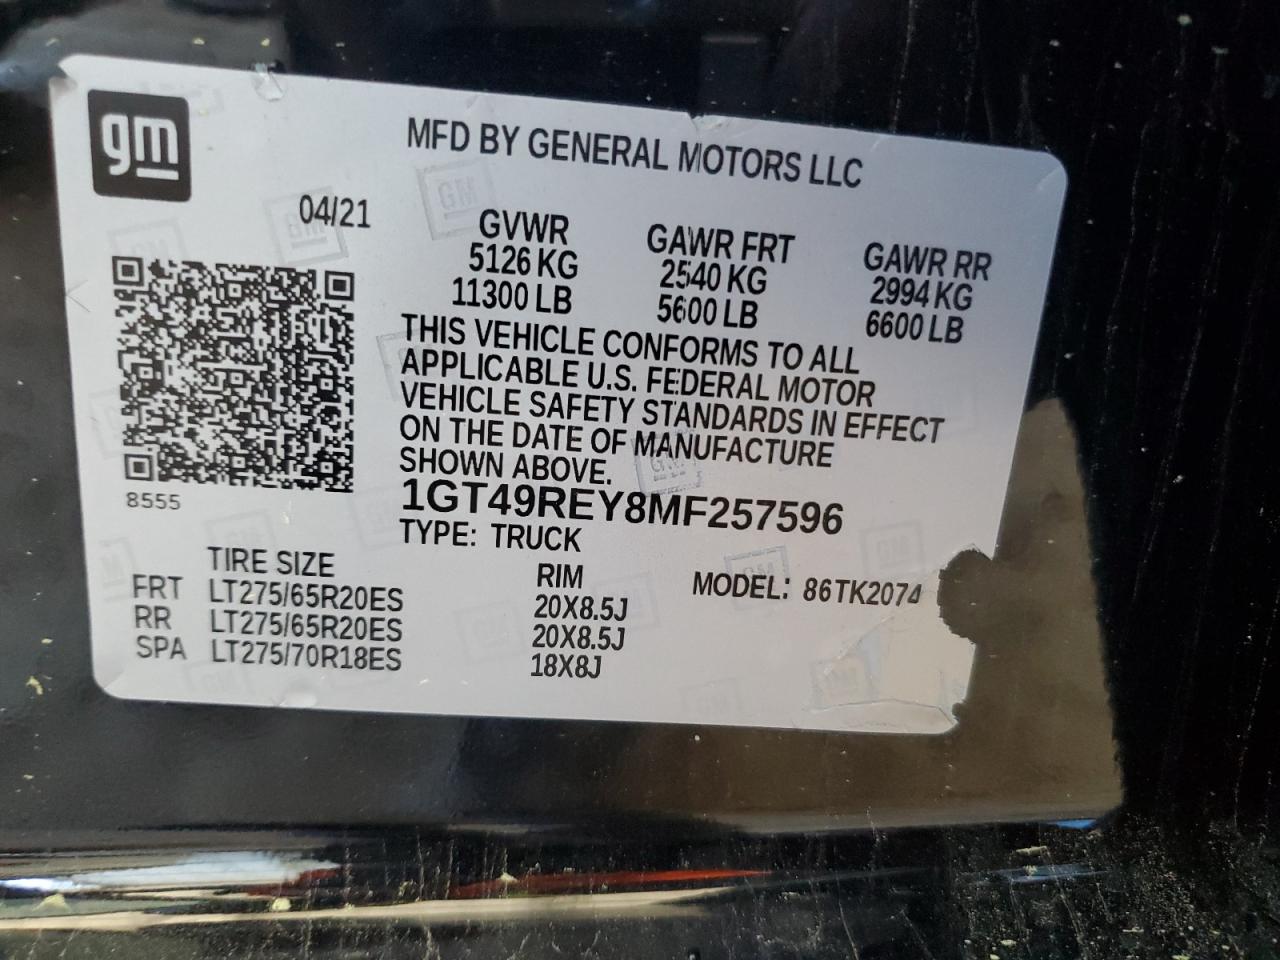 gm
MFD BY GENERAL MOTORS LLC
04/21
GVWR GAWR FRT GAWR RR
5126 KG 2540 KG 2994 KG
11300 LB 5600 LB 6600 LB
THIS VEHICLE CONFORMS TO ALL
APPLICABLE U.S. FEDERAL MOTOR
VEHICLE SAFETY STANDARDS IN EFFECT
ON THE DATE OF MANUFACTURE
SHOWN ABOVE.
8555
1GT49REY8MF257596
TYPE: TRUCK
TIRE SIZE RIM MODEL: 86TK2074
FRT LT275/65R20ES 20X8.5J
RR LT275/65R20ES 20X8.5J
SPA LT275/70R18ES 18X8J